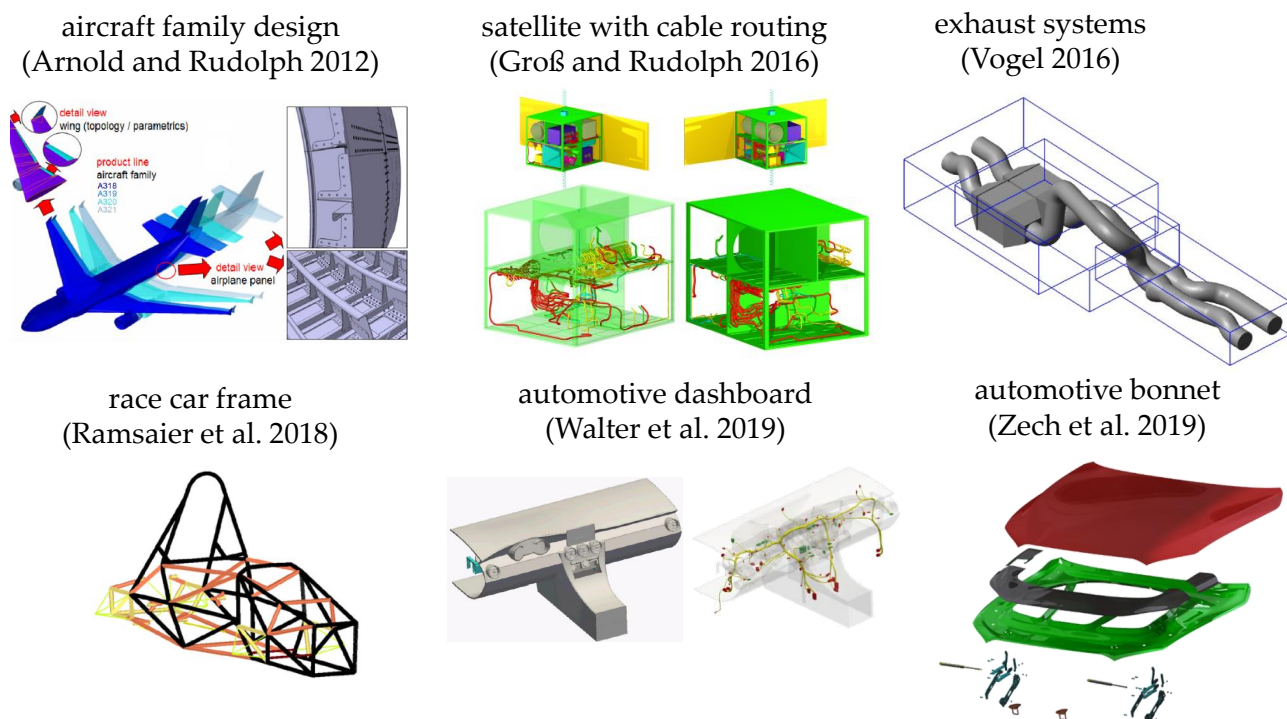 aircraft family design
(Arnold and Rudolph 2012)
satellite with cable routing
(Groß and Rudolph 2016)
exhaust systems
(Vogel 2016)
detail view
wing (topology / parametrics)
product line
aircraft family
A318
A319
A320
A321
detail view
airplane panel
race car frame
(Ramsaier et al. 2018)
automotive dashboard
(Walter et al. 2019)
automotive bonnet
(Zech et al. 2019)